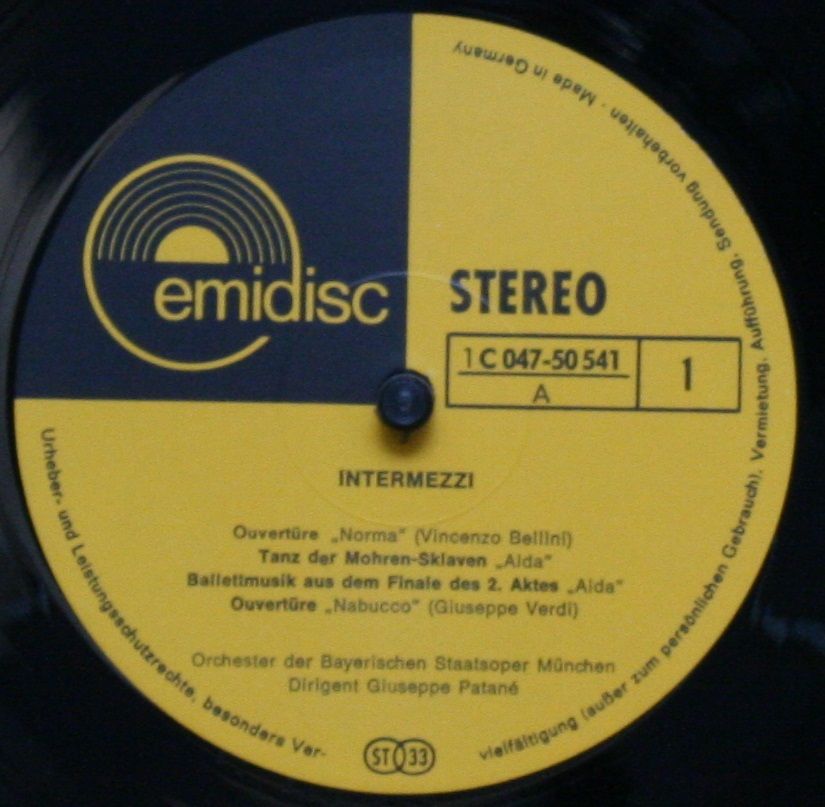 emidisc
STEREO
1 C 047-50 541
A
1
INTERMEZZI
Ouvertüre „Norma“ (Vincenzo Bellini)
Tanz der Mohren-Sklaven „Aida“
Ballettmusik aus dem Finale des 2. Aktes „Aida“
Ouvertüre „Nabucco“ (Giuseppe Verdi)
Orchester der Bayerischen Staatsoper München
Dirigent Giuseppe Patané
ST 33
Urheber- und Leistungsschutzrechte, besonders Ver-
vielfältigung (außer zum persönlichen Gebrauch), Vermietung, Aufführung, Sendung vorbehalten · Made in Germany